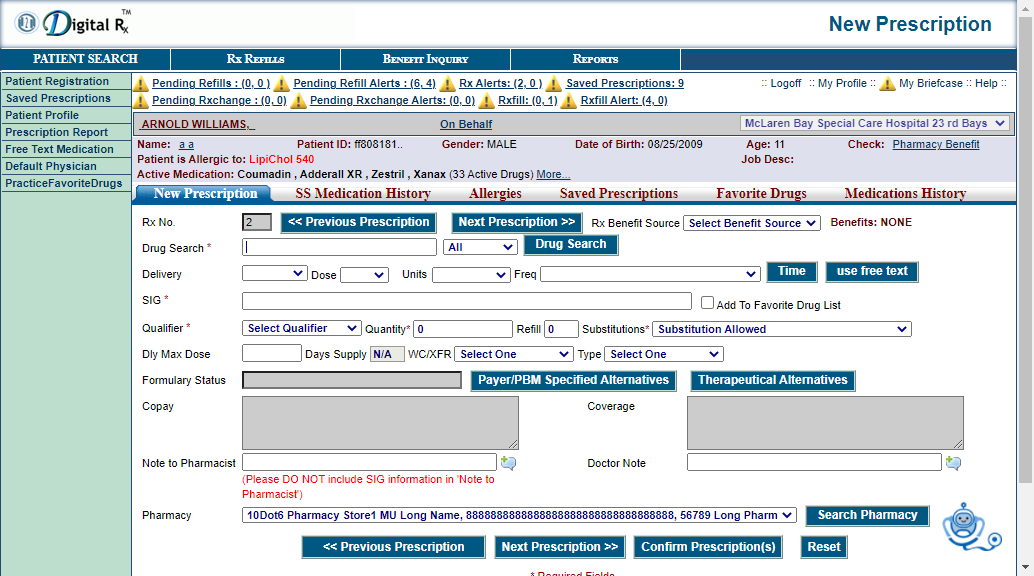 Digital Rx™
New Prescription
PATIENT SEARCH RX REFILLS BENEFIT INQUIRY REPORTS
Patient Registration
Saved Prescriptions
Patient Profile
Prescription Report
Free Text Medication
Default Physician
PracticeFavoriteDrugs
Pending Refills : (0, 0 ) Pending Refill Alerts : (6, 4) Rx Alerts: (2, 0 ) Saved Prescriptions: 9 :: Logoff :: My Profile :: My Briefcase :: Help ::
Pending Rxchange : (0, 0) Pending Rxchange Alerts: (0, 0) Rxfill: (0, 1) Rxfill Alert: (4, 0)
ARNOLD WILLIAMS, On Behalf McLaren Bay Special Care Hospital 23 rd Bays
Name: a a Patient ID: ff808181.. Gender: MALE Date of Birth: 08/25/2009 Age: 11 Check: Pharmacy Benefit
Patient is Allergic to: LipiChol 540 Job Desc:
Active Medication: Coumadin , Adderall XR , Zestril , Xanax (33 Active Drugs) More...
New Prescription SS Medication History Allergies Saved Prescriptions Favorite Drugs Medications History
Rx No. 2 << Previous Prescription Next Prescription >> Rx Benefit Source Select Benefit Source Benefits: NONE
Drug Search * All Drug Search
Delivery Dose Units Freq Time use free text
SIG * Add To Favorite Drug List
Qualifier * Select Qualifier Quantity* 0 Refill 0 Substitutions* Substitution Allowed
Dly Max Dose Days Supply N/A WC/XFR Select One Type Select One
Formulary Status Payer/PBM Specified Alternatives Therapeutical Alternatives
Copay Coverage
Note to Pharmacist Doctor Note
(Please DO NOT include SIG information in 'Note to
Pharmacist')
Pharmacy 10Dot6 Pharmacy Store1 MU Long Name, 88888888888888888888888888888888888, 56789 Long Pharm Search Pharmacy
<< Previous Prescription Next Prescription >> Confirm Prescription(s) Reset
* Required Fields